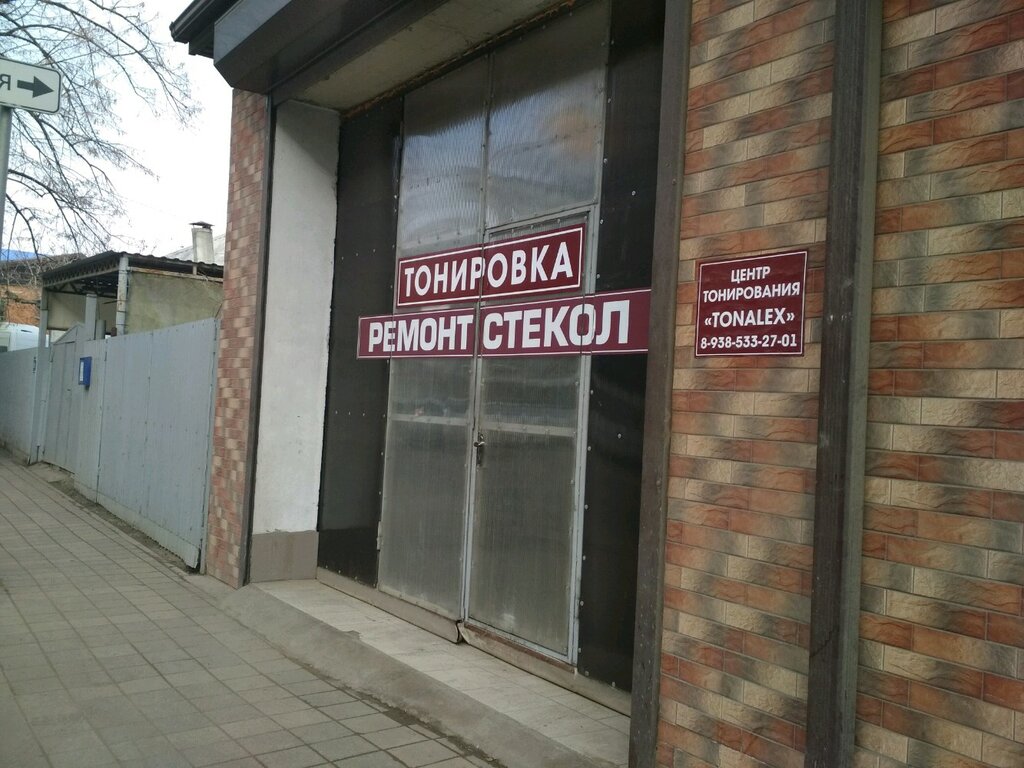 Я
ТОНИРОВКА
РЕМОНТ СТЕКОЛ
ЦЕНТР
ТОНИРОВАНИЯ
«TONALEX»
8-938-533-27-01